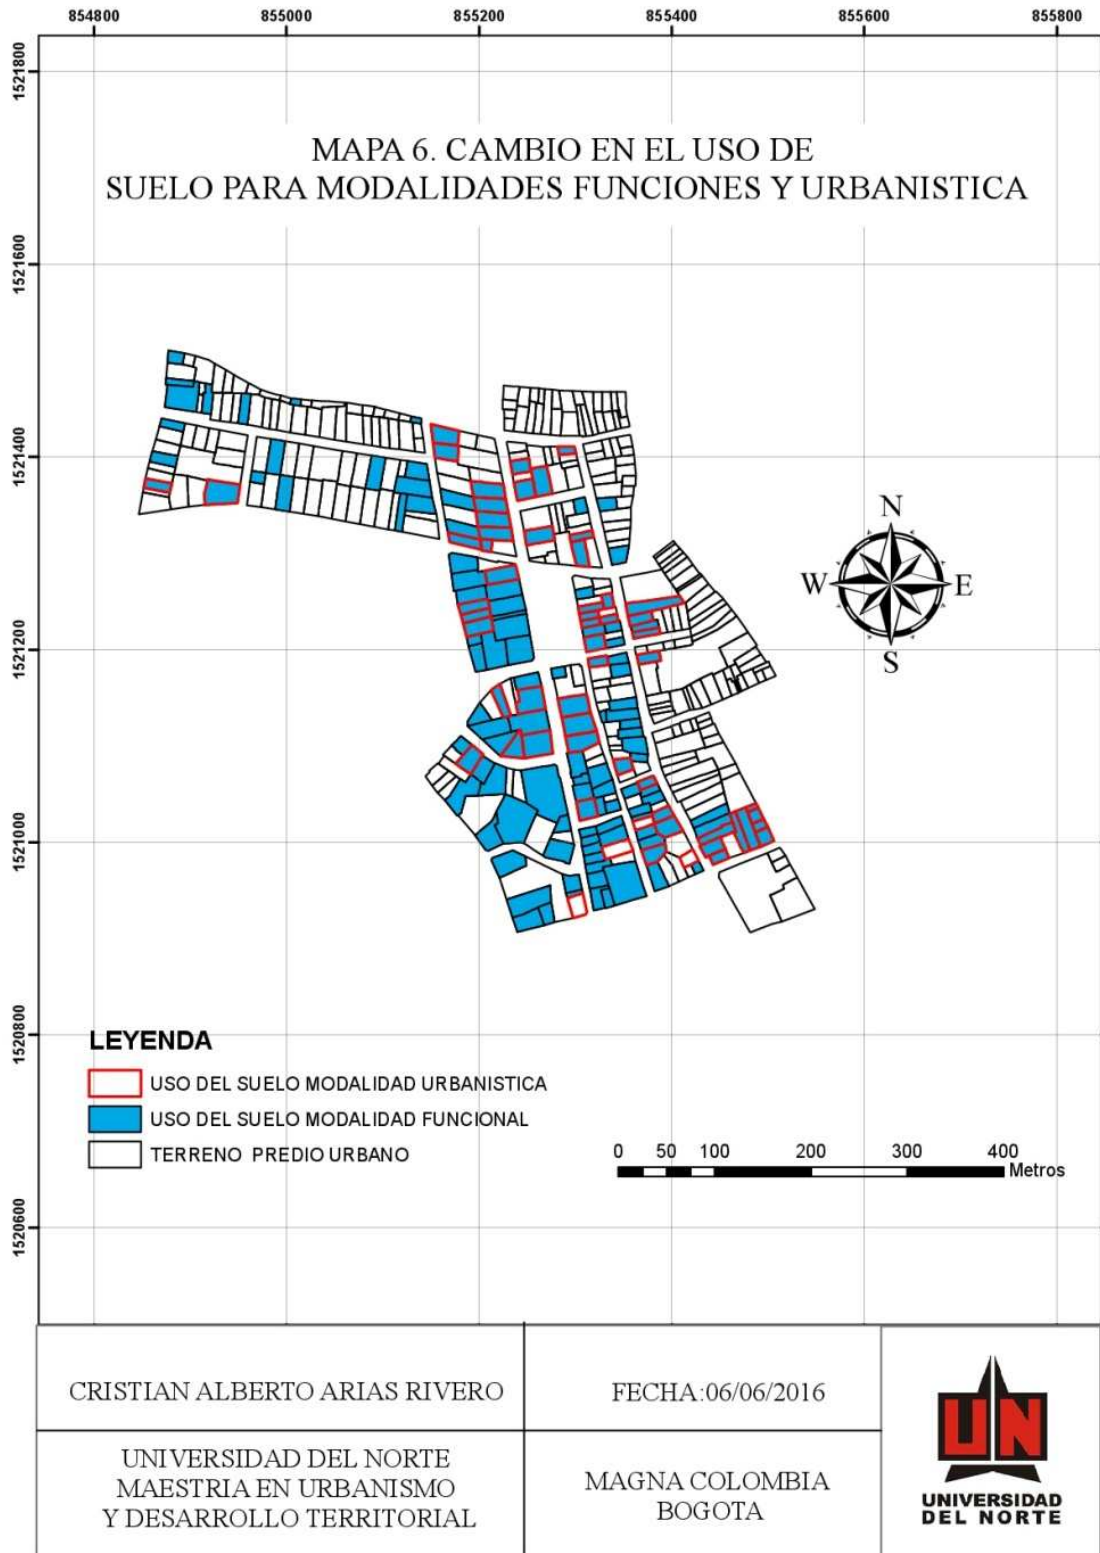 854800 855000 855200 855400 855600 855800
1521800
1521600
1521400
1521200
1521000
1520800
1520600
MAPA 6. CAMBIO EN EL USO DE
SUELO PARA MODALIDADES FUNCIONES Y URBANISTICA
N
W E
S
LEYENDA
USO DEL SUELO MODALIDAD URBANISTICA
USO DEL SUELO MODALIDAD FUNCIONAL
TERRENO PREDIO URBANO
0 50 100 200 300 400
Metros
CRISTIAN ALBERTO ARIAS RIVERO
FECHA:06/06/2016
UNIVERSIDAD DEL NORTE
MAESTRIA EN URBANISMO
Y DESARROLLO TERRITORIAL
MAGNA COLOMBIA
BOGOTA
UN
UNIVERSIDAD
DEL NORTE